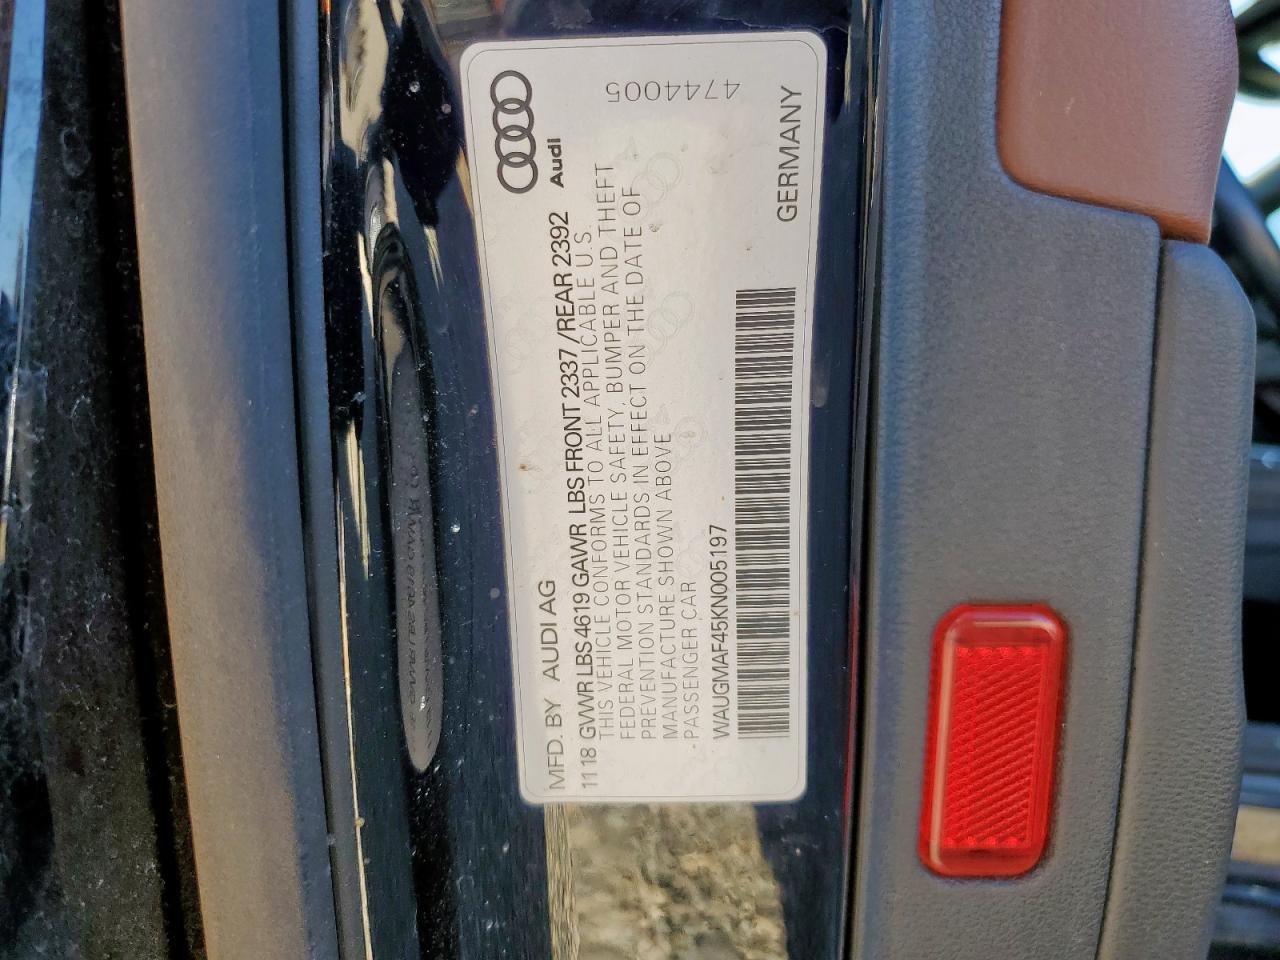 Audi
4744005
MFD. BY AUDI AG
11 18 GVWR LBS 4619 GAWR LBS FRONT 2337 /REAR 2392
THIS VEHICLE CONFORMS TO ALL APPLICABLE U.S.
FEDERAL MOTOR VEHICLE SAFETY, BUMPER AND THEFT
PREVENTION STANDARDS IN EFFECT ON THE DATE OF
MANUFACTURE SHOWN ABOVE
PASSENGER CAR
WAUGMAF45KN005197
GERMANY